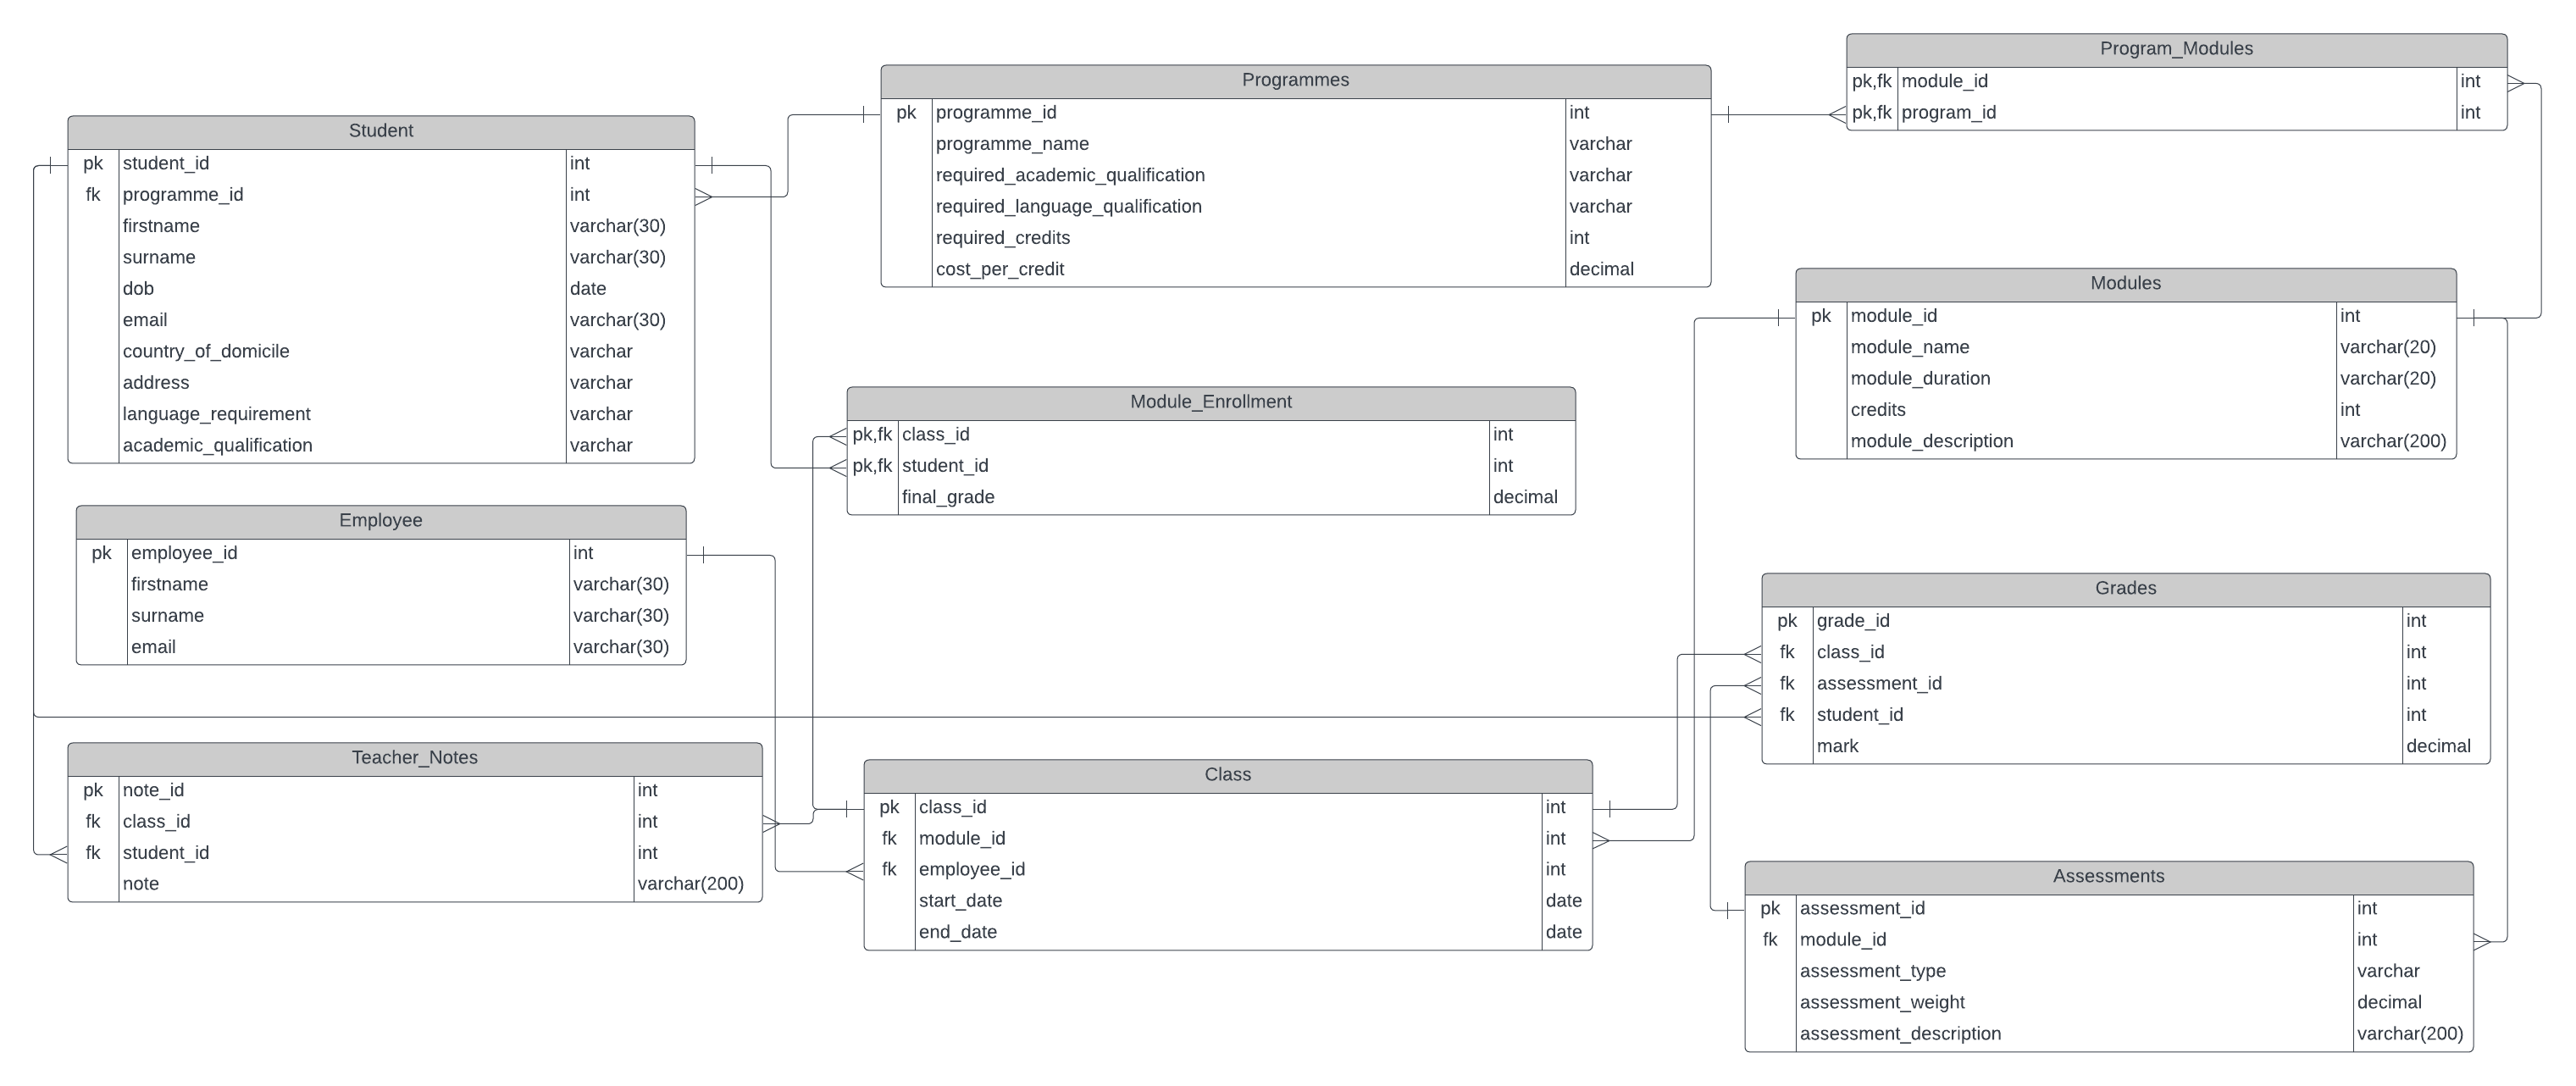 Program_Modules
pk,fk module_id int
pk,fk program_id int
Programmes
pk programme_id int
programme_name varchar
required_academic_qualification varchar
required_language_qualification varchar
required_credits int
cost_per_credit decimal
Student
pk student_id int
fk programme_id int
firstname varchar(30)
surname varchar(30)
dob date
email varchar(30)
country_of_domicile varchar
address varchar
language_requirement varchar
academic_qualification varchar
Modules
pk module_id int
module_name varchar(20)
module_duration varchar(20)
credits int
module_description varchar(200)
Module_Enrollment
pk,fk class_id int
pk,fk student_id int
final_grade decimal
Employee
pk employee_id int
firstname varchar(30)
surname varchar(30)
email varchar(30)
Grades
pk grade_id int
fk class_id int
fk assessment_id int
fk student_id int
mark decimal
Teacher_Notes
pk note_id int
fk class_id int
fk student_id int
note varchar(200)
Class
pk class_id int
fk module_id int
fk employee_id int
start_date date
end_date date
Assessments
pk assessment_id int
fk module_id int
assessment_type varchar
assessment_weight decimal
assessment_description varchar(200)